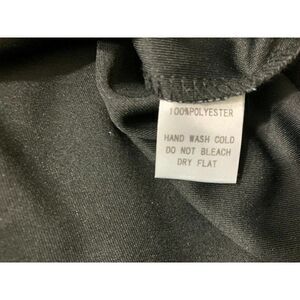 100%POLYESTER
HAND WASH COLD
DO NOT BLEACH
DRY FLAT